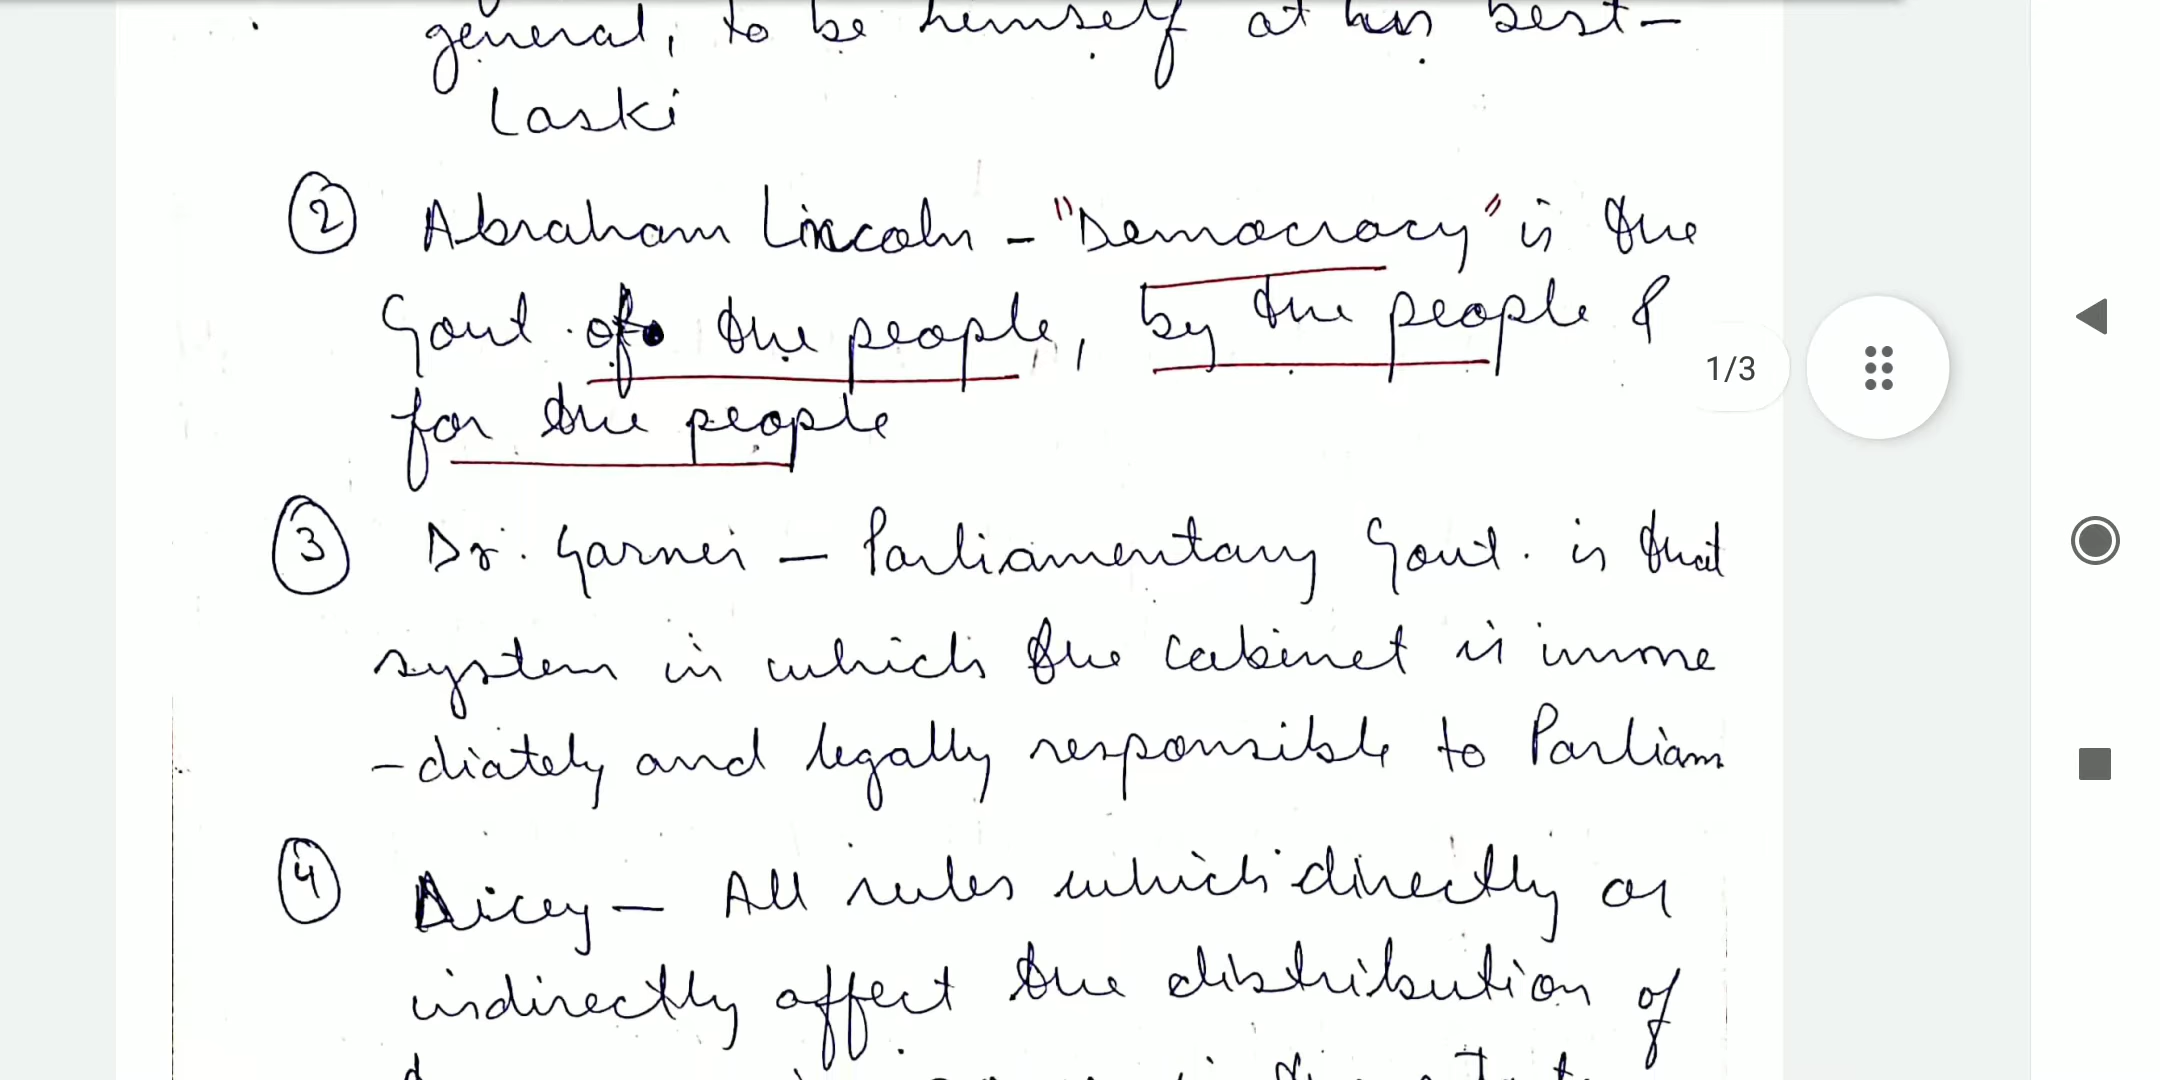 general, to be himself at his best-
Laski
② Abraham Lincoln - "Democracy" is the
Govt. of the people, by the people &
for the people
1/3
③ Dr. Garner - Parliamentary Govt. is that
system in which the cabinet is imme
-diately and legally responsible to Parliam
④ Dicey - All rules which directly or
indirectly affect the distribution of